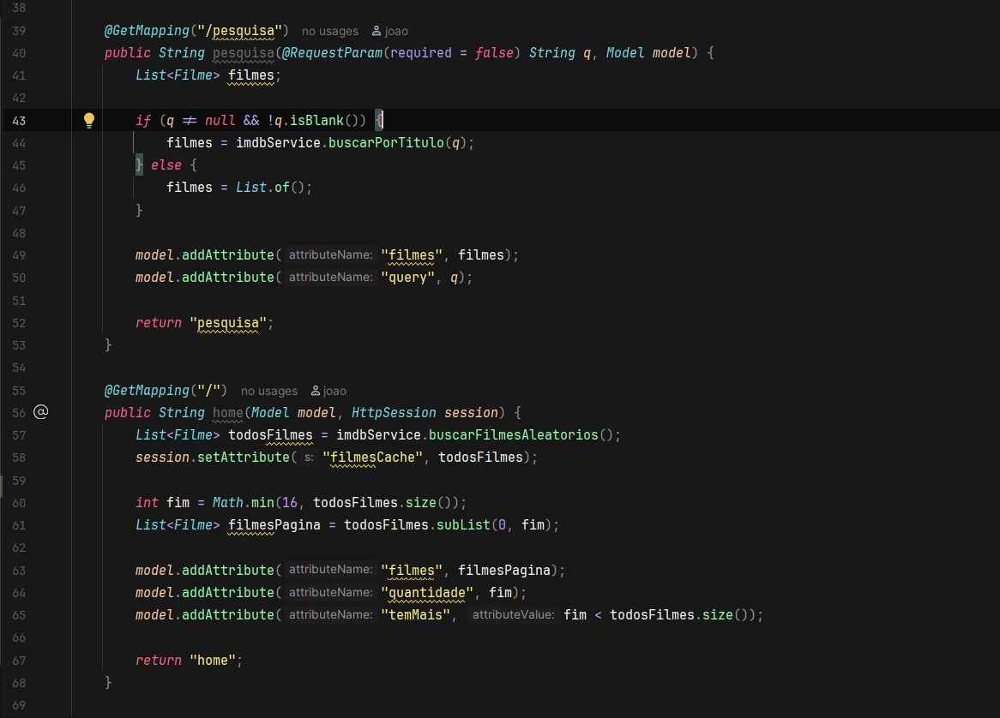 38
39 @GetMapping("/pesquisa") no usages joao
40 public String pesquisa(@RequestParam(required = false) String q, Model model) {
41 List<Filme> filmes;
42
43 if (q ≠ null && !q.isBlank()) {
44 filmes = imdbService.buscarPorTitulo(q);
45 } else {
46 filmes = List.of();
47 }
48
49 model.addAttribute( attributeName: "filmes", filmes);
50 model.addAttribute( attributeName: "query", q);
51
52 return "pesquisa";
53 }
54
55 @GetMapping("/") no usages joao
56 @ public String home(Model model, HttpSession session) {
57 List<Filme> todosFilmes = imdbService.buscarFilmesAleatorios();
58 session.setAttribute( s: "filmesCache", todosFilmes);
59
60 int fim = Math.min(16, todosFilmes.size());
61 List<Filme> filmesPagina = todosFilmes.subList(0, fim);
62
63 model.addAttribute( attributeName: "filmes", filmesPagina);
64 model.addAttribute( attributeName: "quantidade", fim);
65 model.addAttribute( attributeName: "temMais", attributeValue: fim < todosFilmes.size());
66
67 return "home";
68 }
69